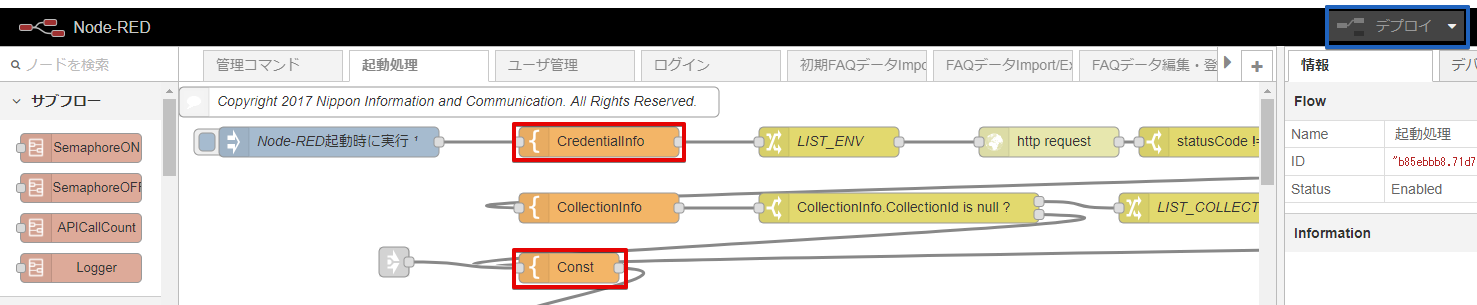 Node-RED
デプロイ
ノードを検索
管理コマンド
起動処理
ユーザ管理
ログイン
初期FAQデータImpo
FAQデータImport/Ex
FAQデータ編集・登
情報
デバ
サブフロー
Copyright 2017 Nippon Information and Communication. All Rights Reserved.
Flow
SemaphoreON
Node-RED起動時に実行 ¹
CredentialInfo
LIST_ENV
http request
statusCode !=
Name
起動処理
ID
"b85ebbb8.71d7
SemaphoreOFF
Status
Enabled
CollectionInfo
CollectionInfo.CollectionId is null ?
LIST_COLLECT
APICallCount
Information
Logger
Const